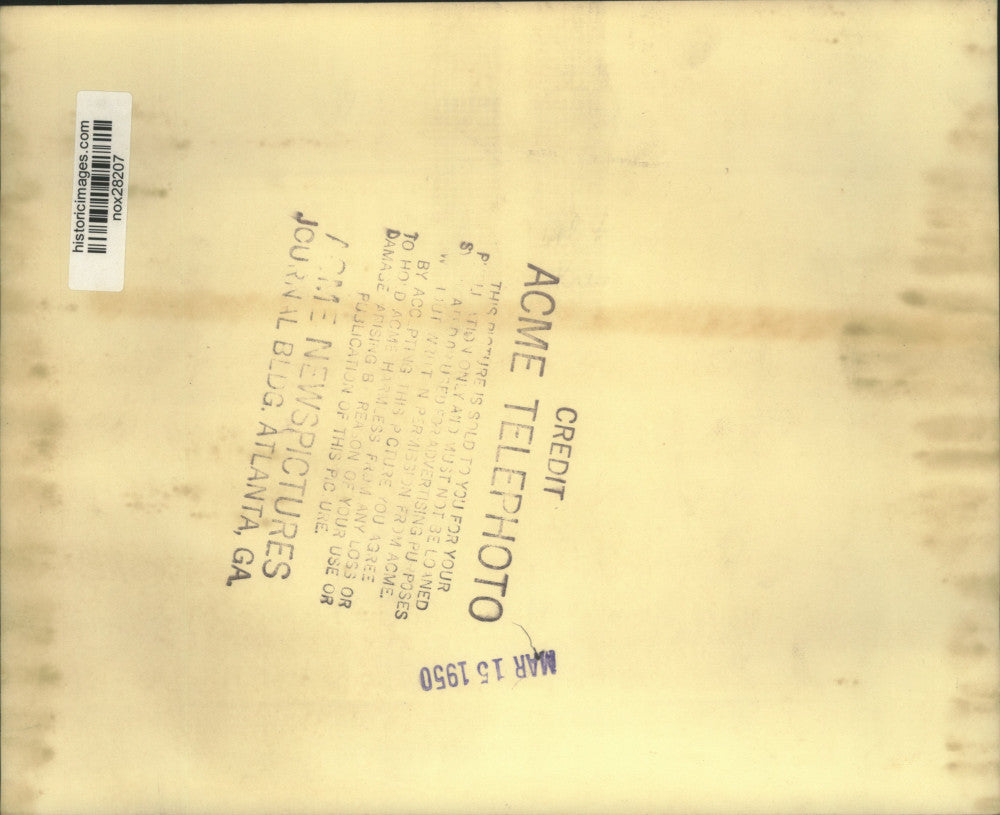 historicimages.com
nox28207
CREDIT
ACME TELEPHOTO
THIS PICTURE IS SOLD TO YOU FOR YOUR
ONLY AND MUST NOT BE LOANED
ADVERTISING PURPOSES
WITHOUT WRITTEN PERMISSION FROM ACME.
BY ACCEPTING THIS PICTURE YOU AGREE
TO HOLD ACME HARMLESS FROM ANY LOSS OR
DAMAGE ARISING BY REASON OF YOUR USE OR
PUBLICATION OF THIS PICTURE.
ACME NEWSPICTURES
JOURNAL BLDG. ATLANTA, GA.
MAR 15 1950